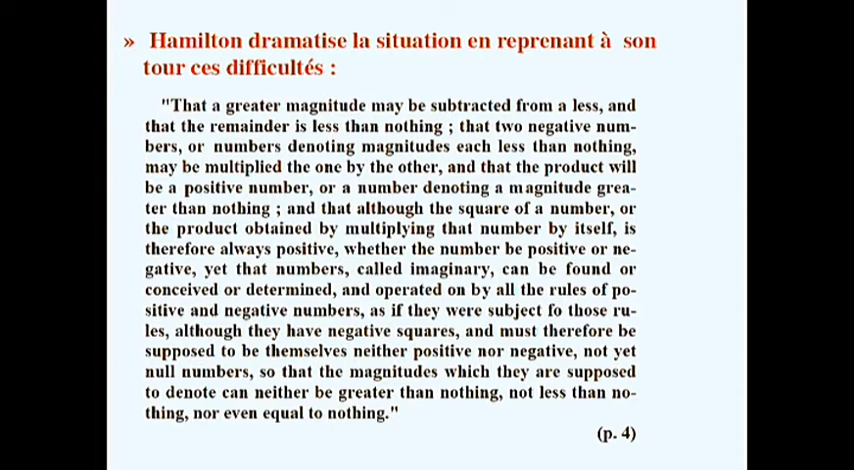 » Hamilton dramatise la situation en reprenant à son
tour ces difficultés :
"That a greater magnitude may be subtracted from a less, and
that the remainder is less than nothing ; that two negative num-
bers, or numbers denoting magnitudes each less than nothing,
may be multiplied the one by the other, and that the product will
be a positive number, or a number denoting a magnitude grea-
ter than nothing ; and that although the square of a number, or
the product obtained by multiplying that number by itself, is
therefore always positive, whether the number be positive or ne-
gative, yet that numbers, called imaginary, can be found or
conceived or determined, and operated on by all the rules of po-
sitive and negative numbers, as if they were subject fo those ru-
les, although they have negative squares, and must therefore be
supposed to be themselves neither positive nor negative, not yet
null numbers, so that the magnitudes which they are supposed
to denote can neither be greater than nothing, not less than no-
thing, nor even equal to nothing."
(p. 4)